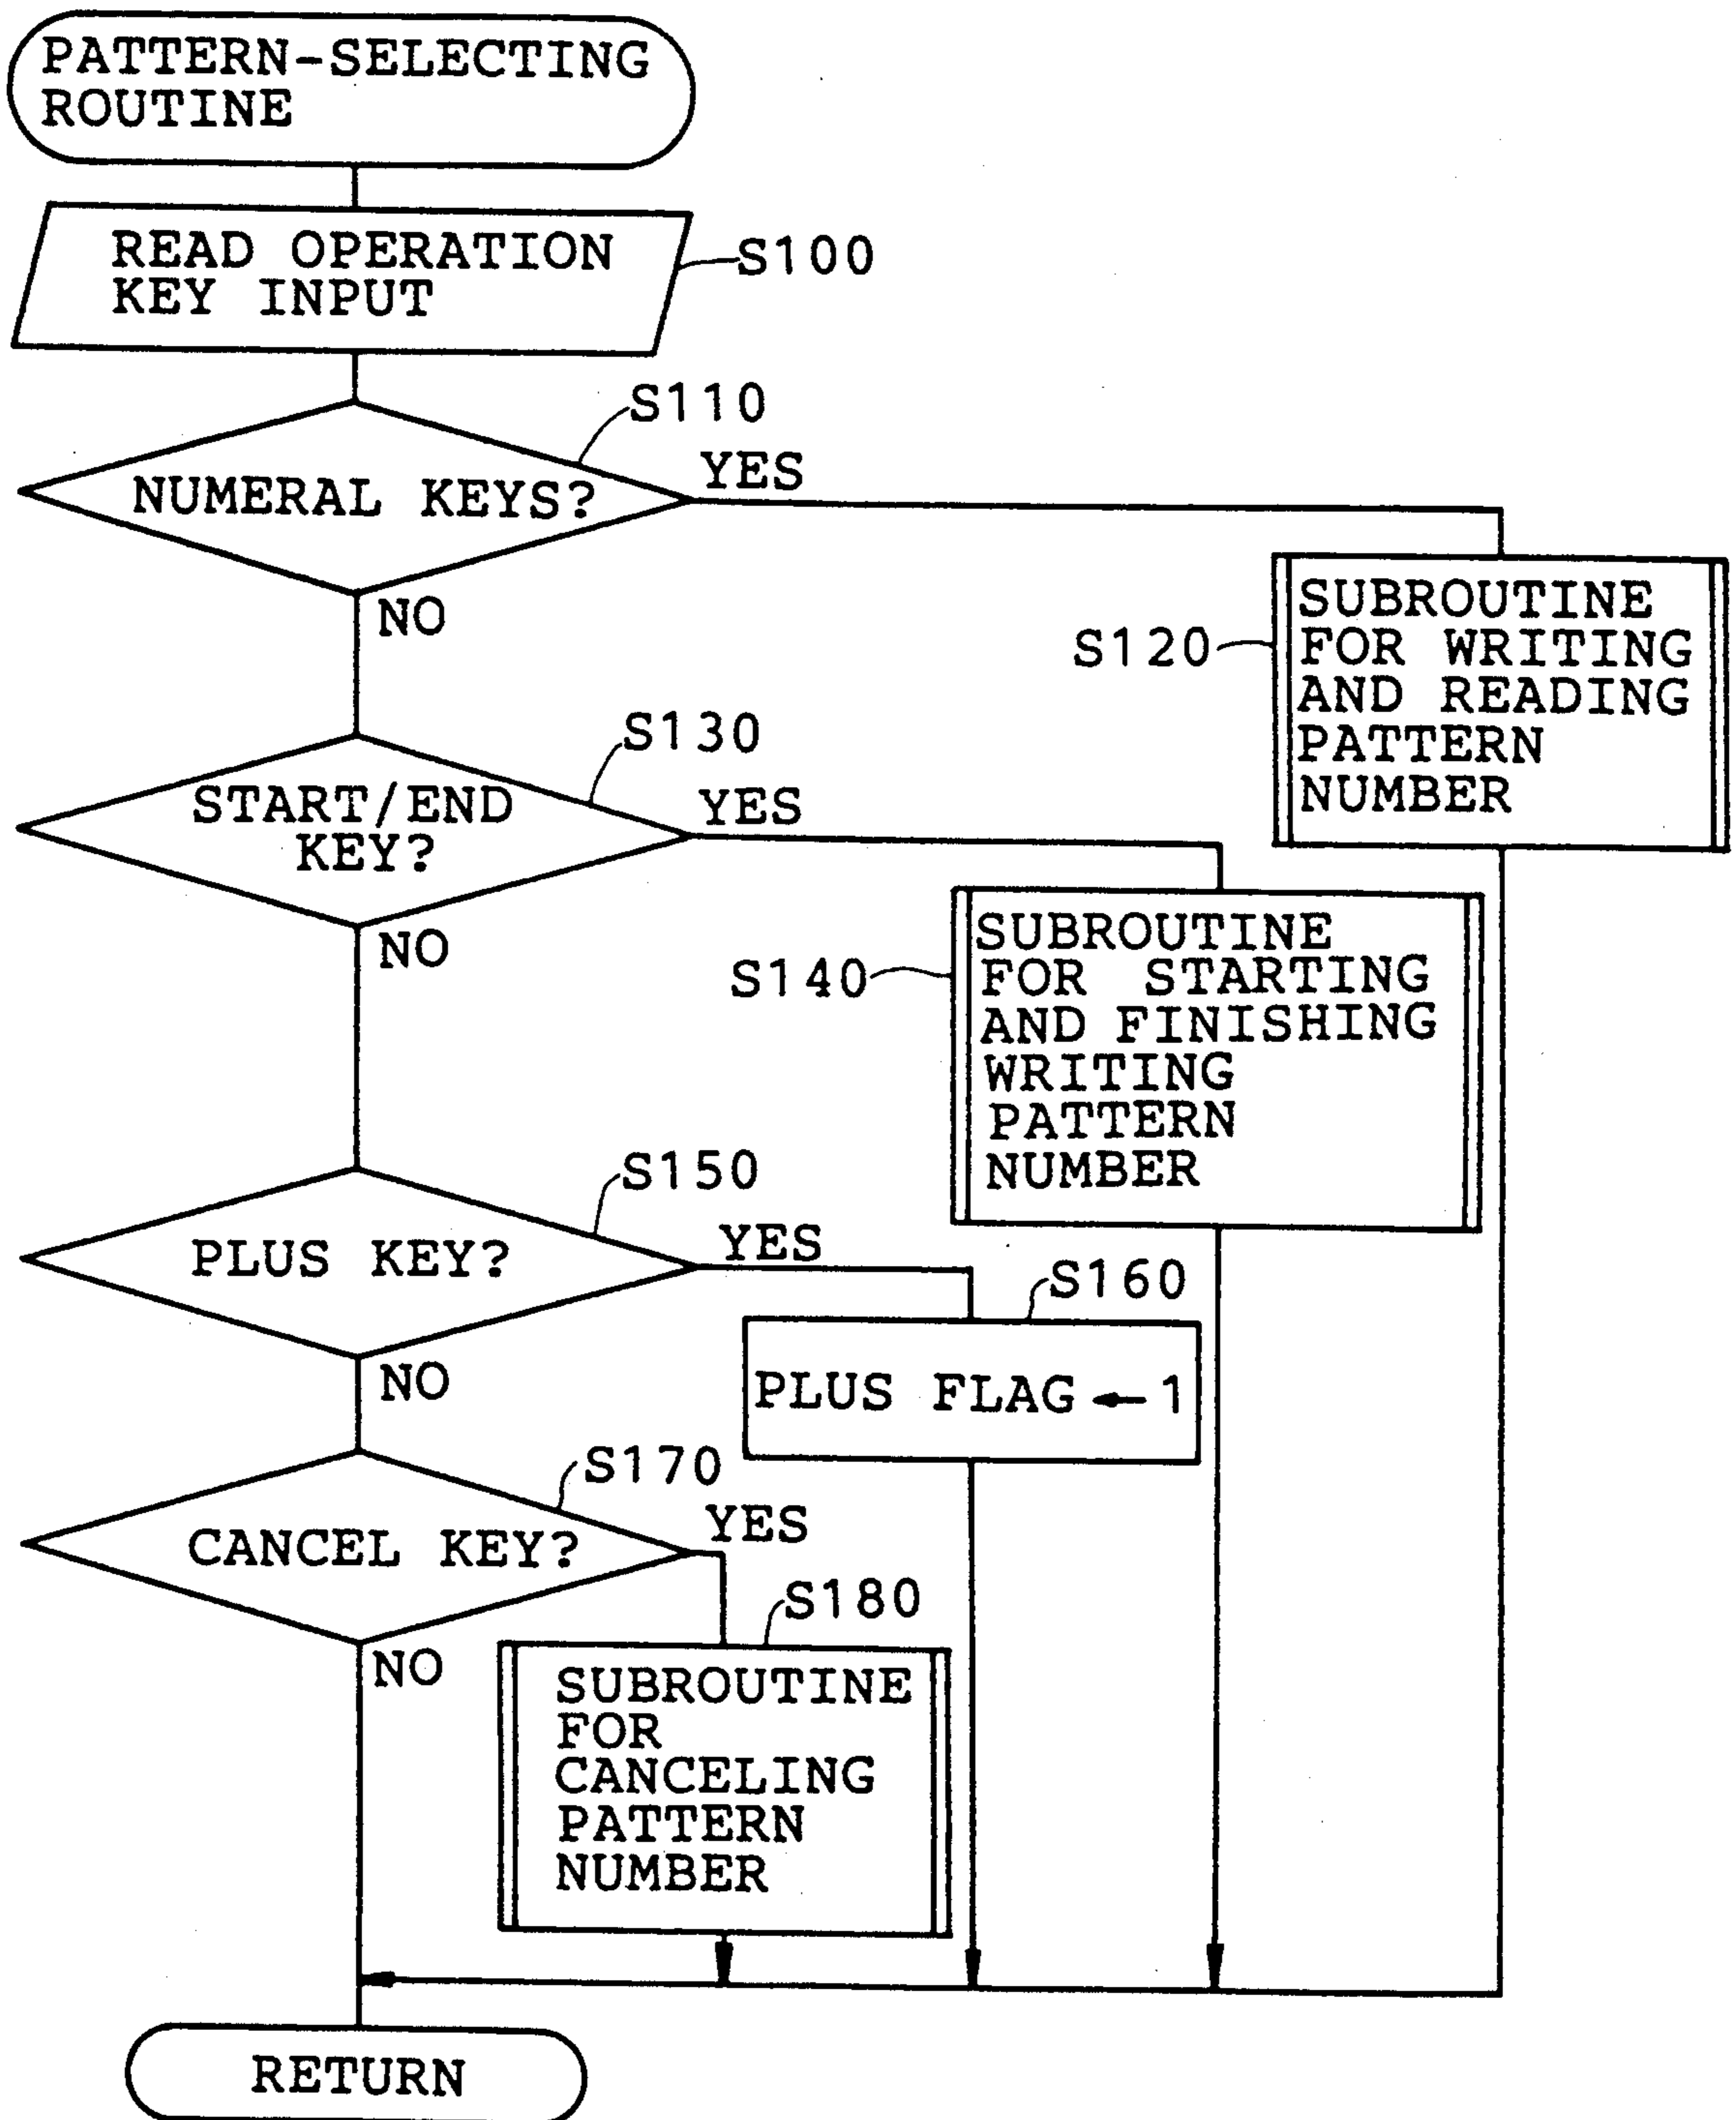 PATTERN-SELECTING
ROUTINE
READ OPERATION
KEY INPUT
S100
S110
NUMERAL KEYS?
YES
NO
S120
SUBROUTINE
FOR WRITING
AND READING
PATTERN
NUMBER
S130
START/END
KEY?
YES
NO
S140
SUBROUTINE
FOR STARTING
AND FINISHING
WRITING
PATTERN
NUMBER
S150
PLUS KEY?
YES
NO
S160
PLUS FLAG ← 1
S170
CANCEL KEY?
YES
NO
S180
SUBROUTINE
FOR
CANCELING
PATTERN
NUMBER
RETURN